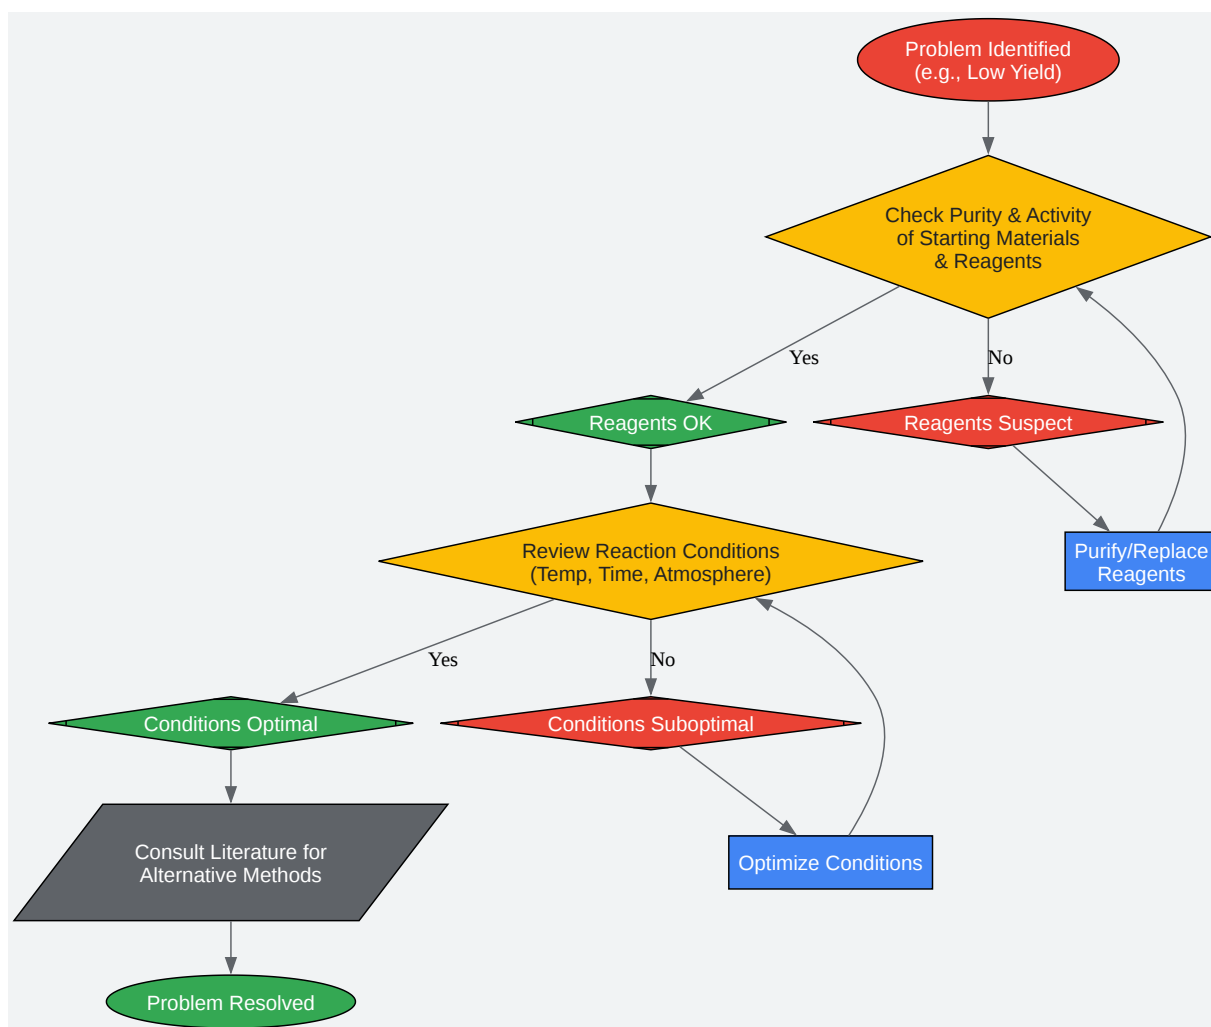 Problem Identified
(e.g., Low Yield)
Check Purity & Activity
of Starting Materials
& Reagents
Yes
No
Reagents OK
Reagents Suspect
Review Reaction Conditions
(Temp, Time, Atmosphere)
Purify/Replace
Reagents
Yes
No
Conditions Optimal
Conditions Suboptimal
Consult Literature for
Alternative Methods
Optimize Conditions
Problem Resolved